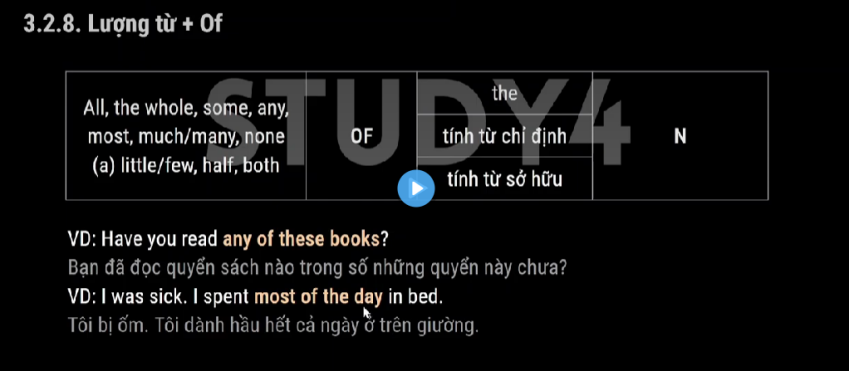 3.2.8. Lượng từ + Of
STUDY4
All, the whole, some, any,
most, much/many, none
(a) little/few, half, both
OF
the
tính từ chỉ định
tính từ sở hữu
N
VD: Have you read any of these books?
Bạn đã đọc quyển sách nào trong số những quyển này chưa?
VD: I was sick. I spent most of the day in bed.
Tôi bị ốm. Tôi dành hầu hết cả ngày ở trên giường.